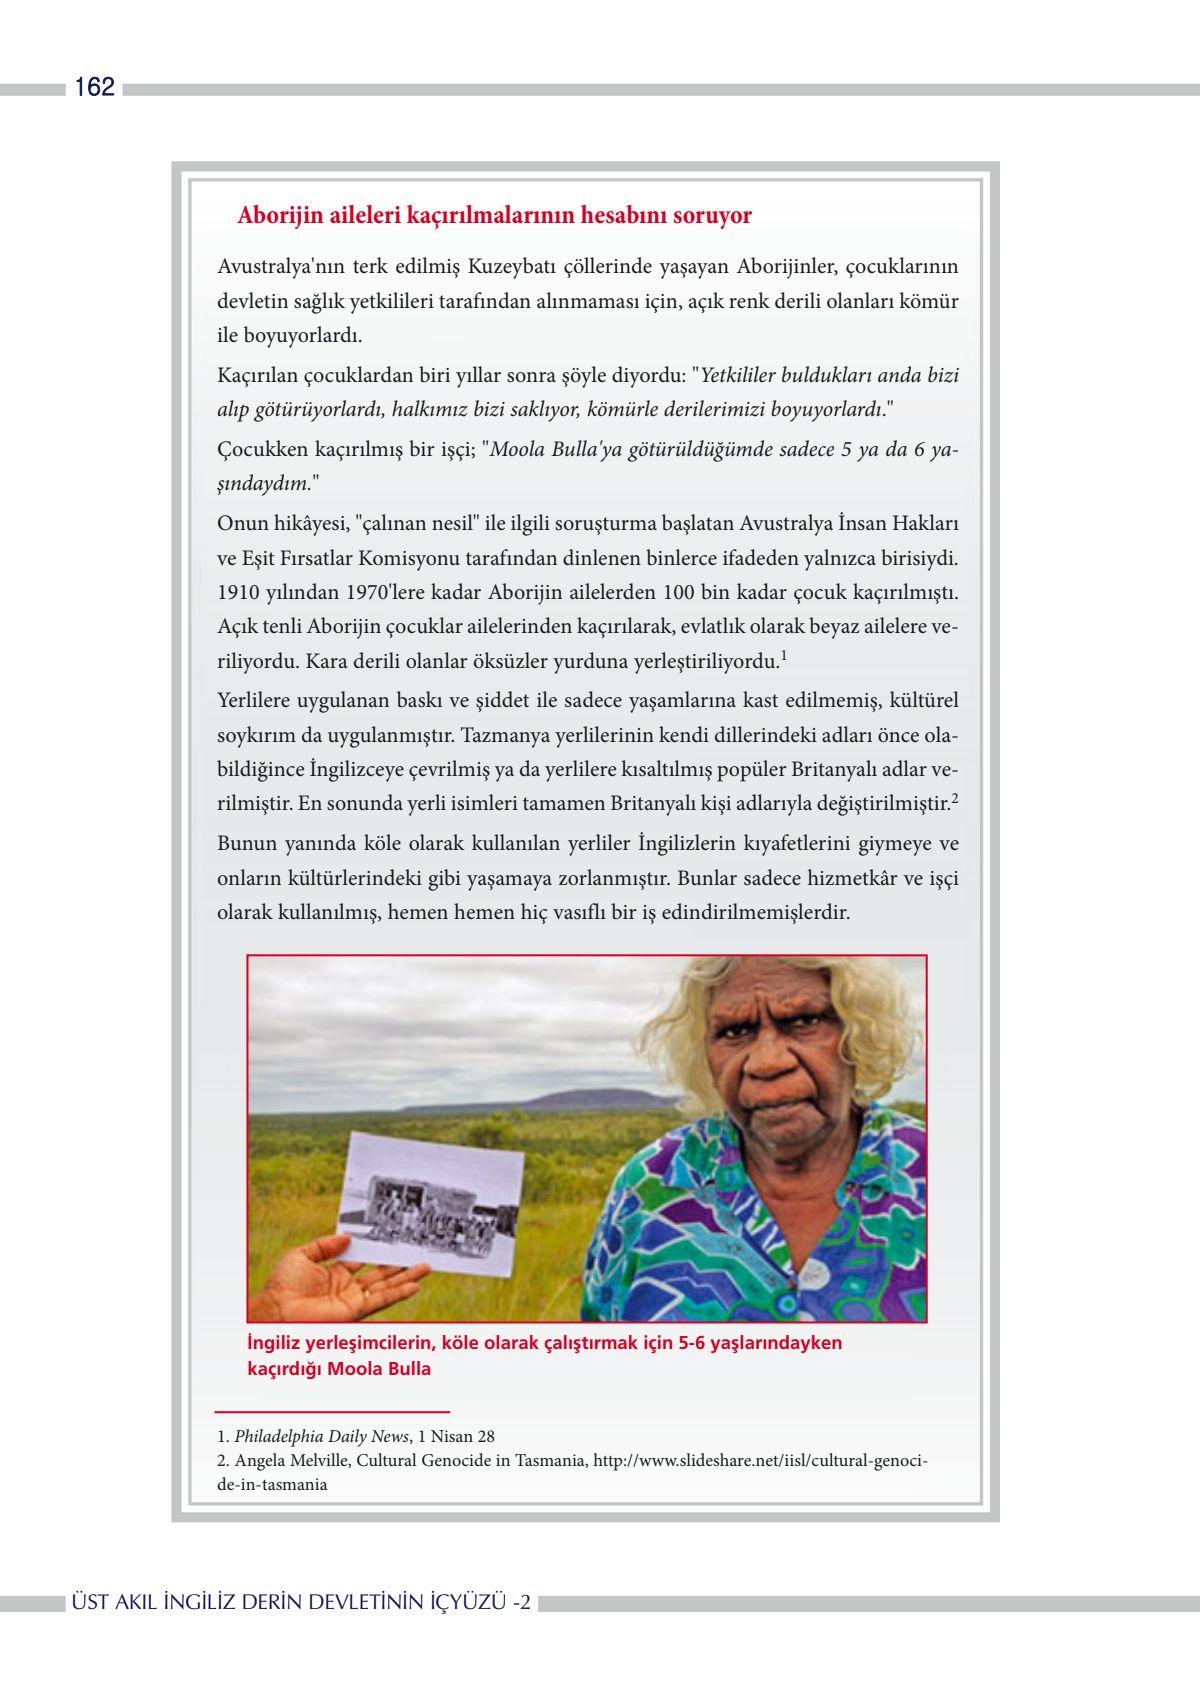 162
Aborijin aileleri kaçırılmalarının hesabını soruyor
Avustralya'nın terk edilmiş Kuzeybatı çöllerinde yaşayan Aborijinler, çocuklarının
devletin sağlık yetkilileri tarafından alınmaması için, açık renk derili olanları kömür
ile boyuyorlardı.
Kaçırılan çocuklardan biri yıllar sonra şöyle diyordu: "Yetkililer buldukları anda bizi
alıp götürüyorlardı, halkımız bizi saklıyor, kömürle derilerimizi boyuyorlardı."
Çocukken kaçırılmış bir işçi; "Moola Bulla'ya götürüldüğümde sadece 5 ya da 6 ya-
şındaydım."
Onun hikâyesi, "çalınan nesil" ile ilgili soruşturma başlatan Avustralya İnsan Hakları
ve Eşit Fırsatlar Komisyonu tarafından dinlenen binlerce ifadeden yalnızca birisiydi.
1910 yılından 1970'lere kadar Aborijin ailelerden 100 bin kadar çocuk kaçırılmıştı.
Açık tenli Aborijin çocuklar ailelerinden kaçırılarak, evlatlık olarak beyaz ailelere ve-
riliyordu. Kara derili olanlar öksüzler yurduna yerleştiriliyordu.1
Yerlilere uygulanan baskı ve şiddet ile sadece yaşamlarına kast edilmemiş, kültürel
soykırım da uygulanmıştır. Tazmanya yerlilerinin kendi dillerindeki adları önce ola-
bildiğince İngilizceye çevrilmiş ya da yerlilere kısaltılmış popüler Britanyalı adlar ve-
rilmiştir. En sonunda yerli isimleri tamamen Britanyalı kişi adlarıyla değiştirilmiştir.2
Bunun yanında köle olarak kullanılan yerliler İngilizlerin kıyafetlerini giymeye ve
onların kültürlerindeki gibi yaşamaya zorlanmıştır. Bunlar sadece hizmetkâr ve işçi
olarak kullanılmış, hemen hemen hiç vasıflı bir iş edindirilmemişlerdir.
İngiliz yerleşimcilerin, köle olarak çalıştırmak için 5-6 yaşlarındayken
kaçırdığı Moola Bulla
1. Philadelphia Daily News, 1 Nisan 28
2. Angela Melville, Cultural Genocide in Tasmania, http://www.slideshare.net/iisl/cultural-genoci-
de-in-tasmania
ÜST AKIL İNGİLİZ DERİN DEVLETİNİN İÇYÜZÜ -2